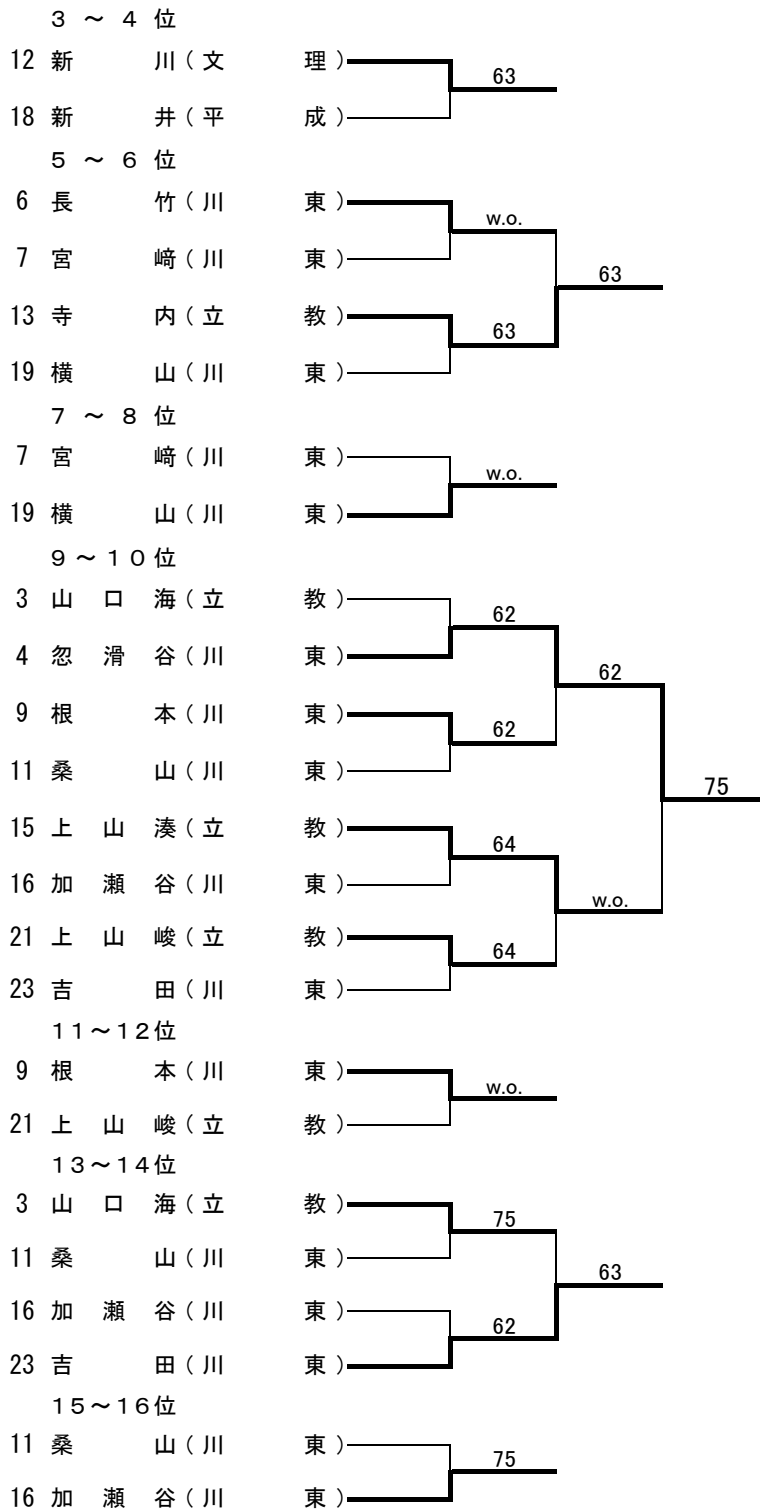 ３ ～ ４ 位
12 新 川 ( 文 理 )
63
18 新 井 ( 平 成 )
５ ～ ６ 位
6 長 竹 ( 川 東 )
w.o.
7 宮 﨑 ( 川 東 )
63
13 寺 内 ( 立 教 )
63
19 横 山 ( 川 東 )
７ ～ ８ 位
7 宮 﨑 ( 川 東 )
w.o.
19 横 山 ( 川 東 )
９ ～ １ ０ 位
3 山 口 海 ( 立 教 )
62
4 忍 滑 谷 ( 川 東 )
62
9 根 本 ( 川 東 )
62
11 桑 山 ( 川 東 )
75
15 上 山 湊 ( 立 教 )
64
16 加 瀬 谷 ( 川 東 )
w.o.
21 上 山 峻 ( 立 教 )
64
23 吉 田 ( 川 東 )
１１～１２位
9 根 本 ( 川 東 )
w.o.
21 上 山 峻 ( 立 教 )
１３～１４位
3 山 口 海 ( 立 教 )
75
11 桑 山 ( 川 東 )
63
16 加 瀬 谷 ( 川 東 )
62
23 吉 田 ( 川 東 )
１５～１６位
11 桑 山 ( 川 東 )
75
16 加 瀬 谷 ( 川 東 )